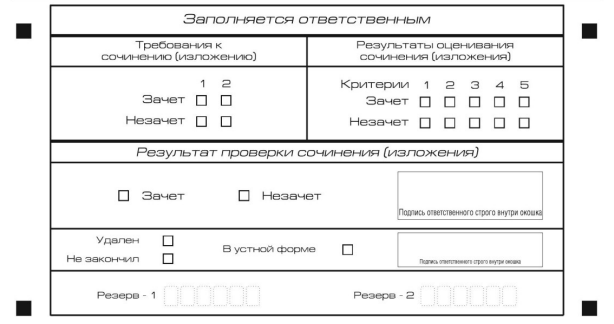 Заполняется ответственным
Требования к
сочинению (изложению)
Результаты оценивания
сочинения (изложения)
1 2
Зачет
Незачет
Критерии 1 2 3 4 5
Зачет
Незачет
Результат проверки сочинения (изложения)
Зачет Незачет
Подпись ответственного строго внутри окошка
Удален
Не закончил
В устной форме
Подпись ответственного строго внутри окошка
Резерв - 1 Резерв - 2